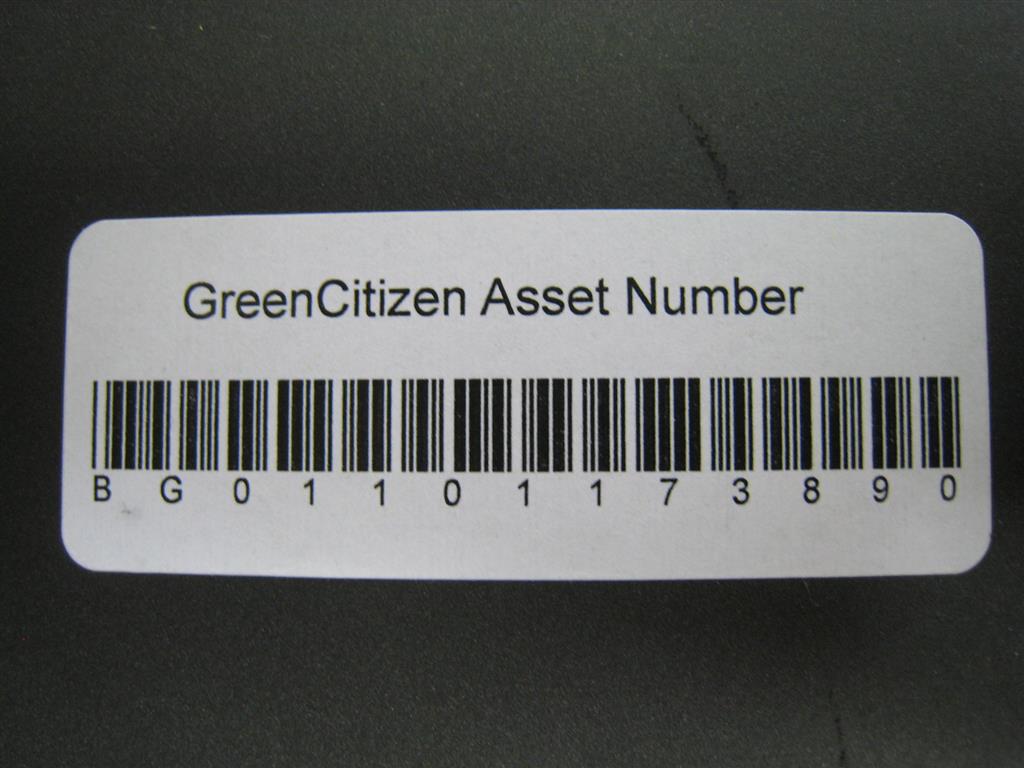 GreenCitizen Asset Number
B G 0 1 1 0 1 1 7 3 8 9 0